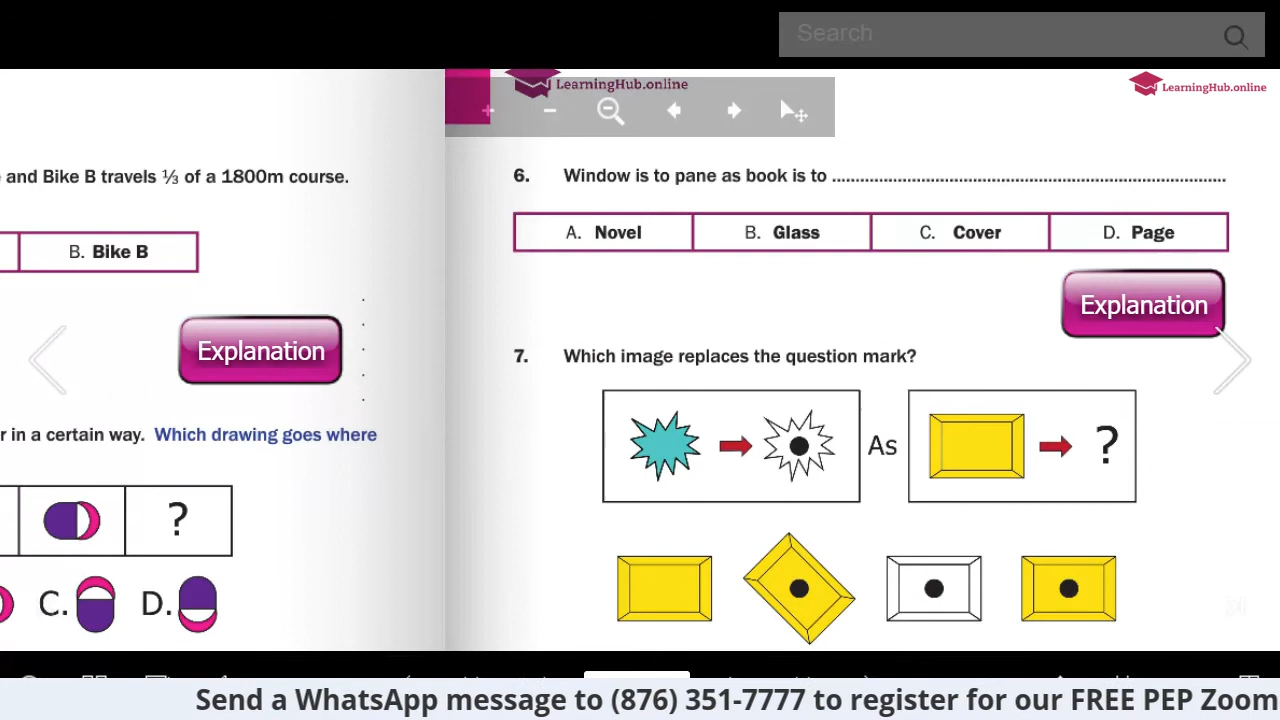 Search
LearningHub.online
LearningHub.online
and Bike B travels ⅓ of a 1800m course.
B. Bike B
Explanation
r in a certain way. Which drawing goes where
?
C.
D.
6. Window is to pane as book is to ....................................................................................
A. Novel
B. Glass
C. Cover
D. Page
Explanation
7. Which image replaces the question mark?
As
?
Send a WhatsApp message to (876) 351-7777 to register for our FREE PEP Zoom